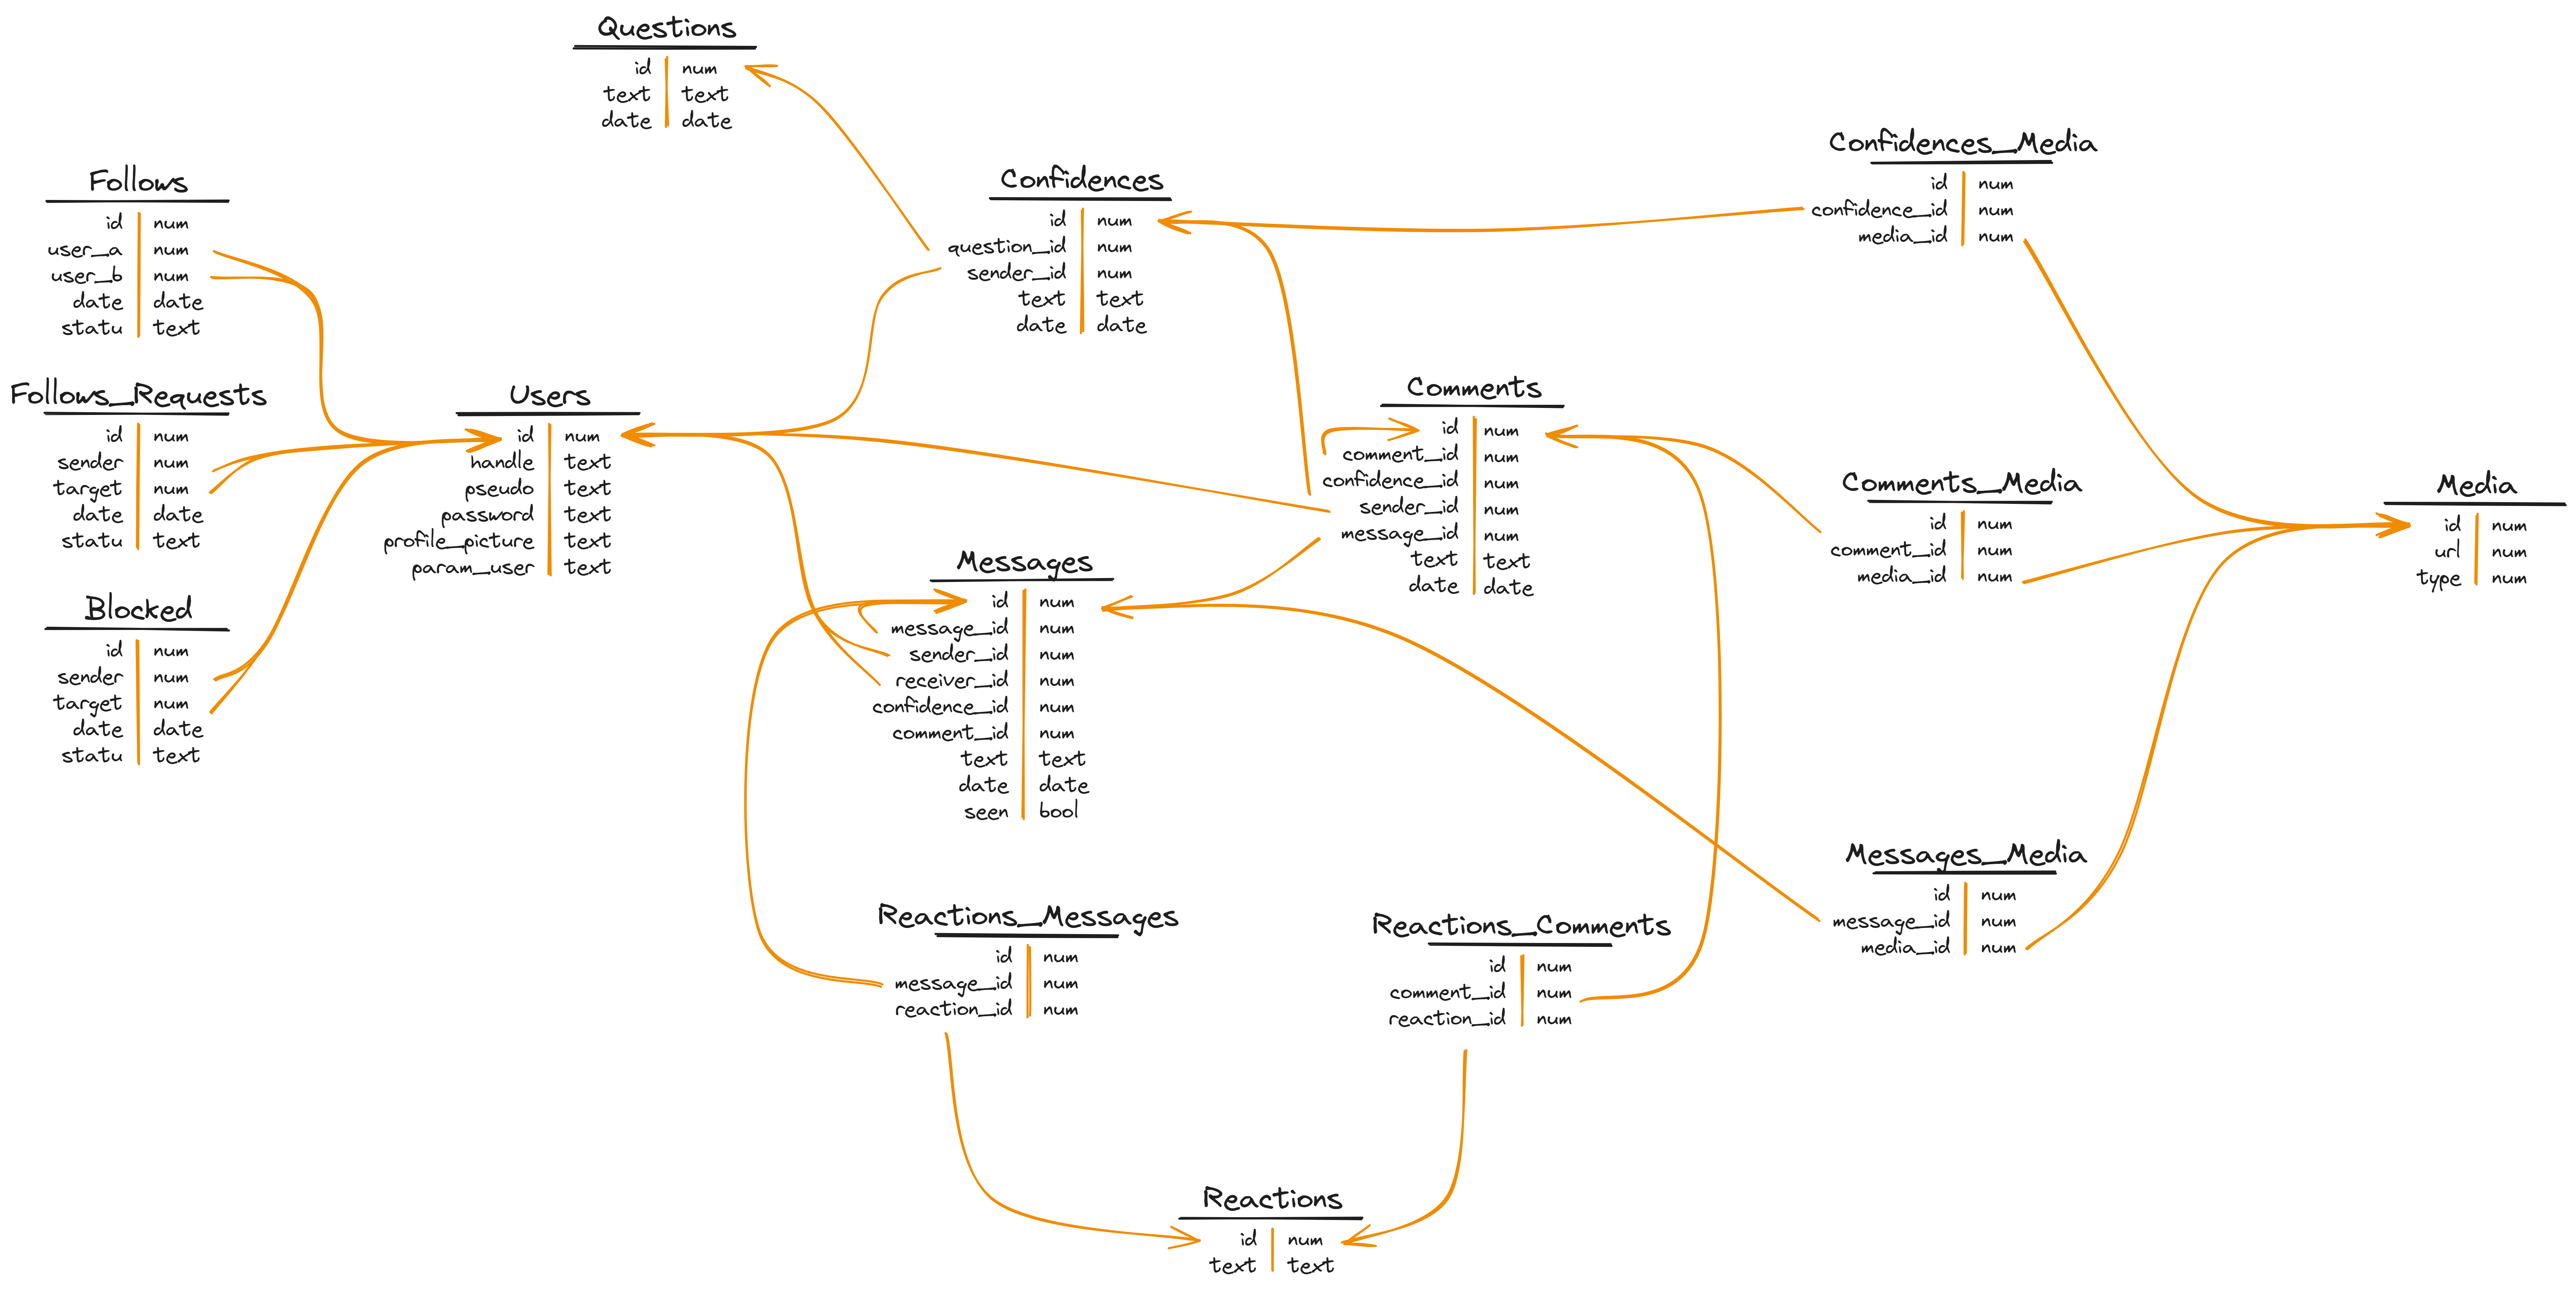 Questions
id num
text text
date date
Follows
id num
user_a num
user_b num
date date
statu text
Confidences
id num
question_id num
sender_id num
text text
date date
Confidences_Media
id num
confidence_id num
media_id num
Follows_Requests
id num
sender num
target num
date date
statu text
Users
id num
handle text
pseudo text
password text
profile_picture text
param_user text
Comments
id num
comment_id num
confidence_id num
sender_id num
message_id num
text text
date date
Comments_Media
id num
comment_id num
media_id num
Media
id num
url num
type num
Blocked
id num
sender num
target num
date date
statu text
Messages
id num
message_id num
sender_id num
receiver_id num
confidence_id num
comment_id num
text text
date date
seen bool
Messages_Media
id num
message_id num
media_id num
Reactions_Messages
id num
message_id num
reaction_id num
Reactions_Comments
id num
comment_id num
reaction_id num
Reactions
id num
text text